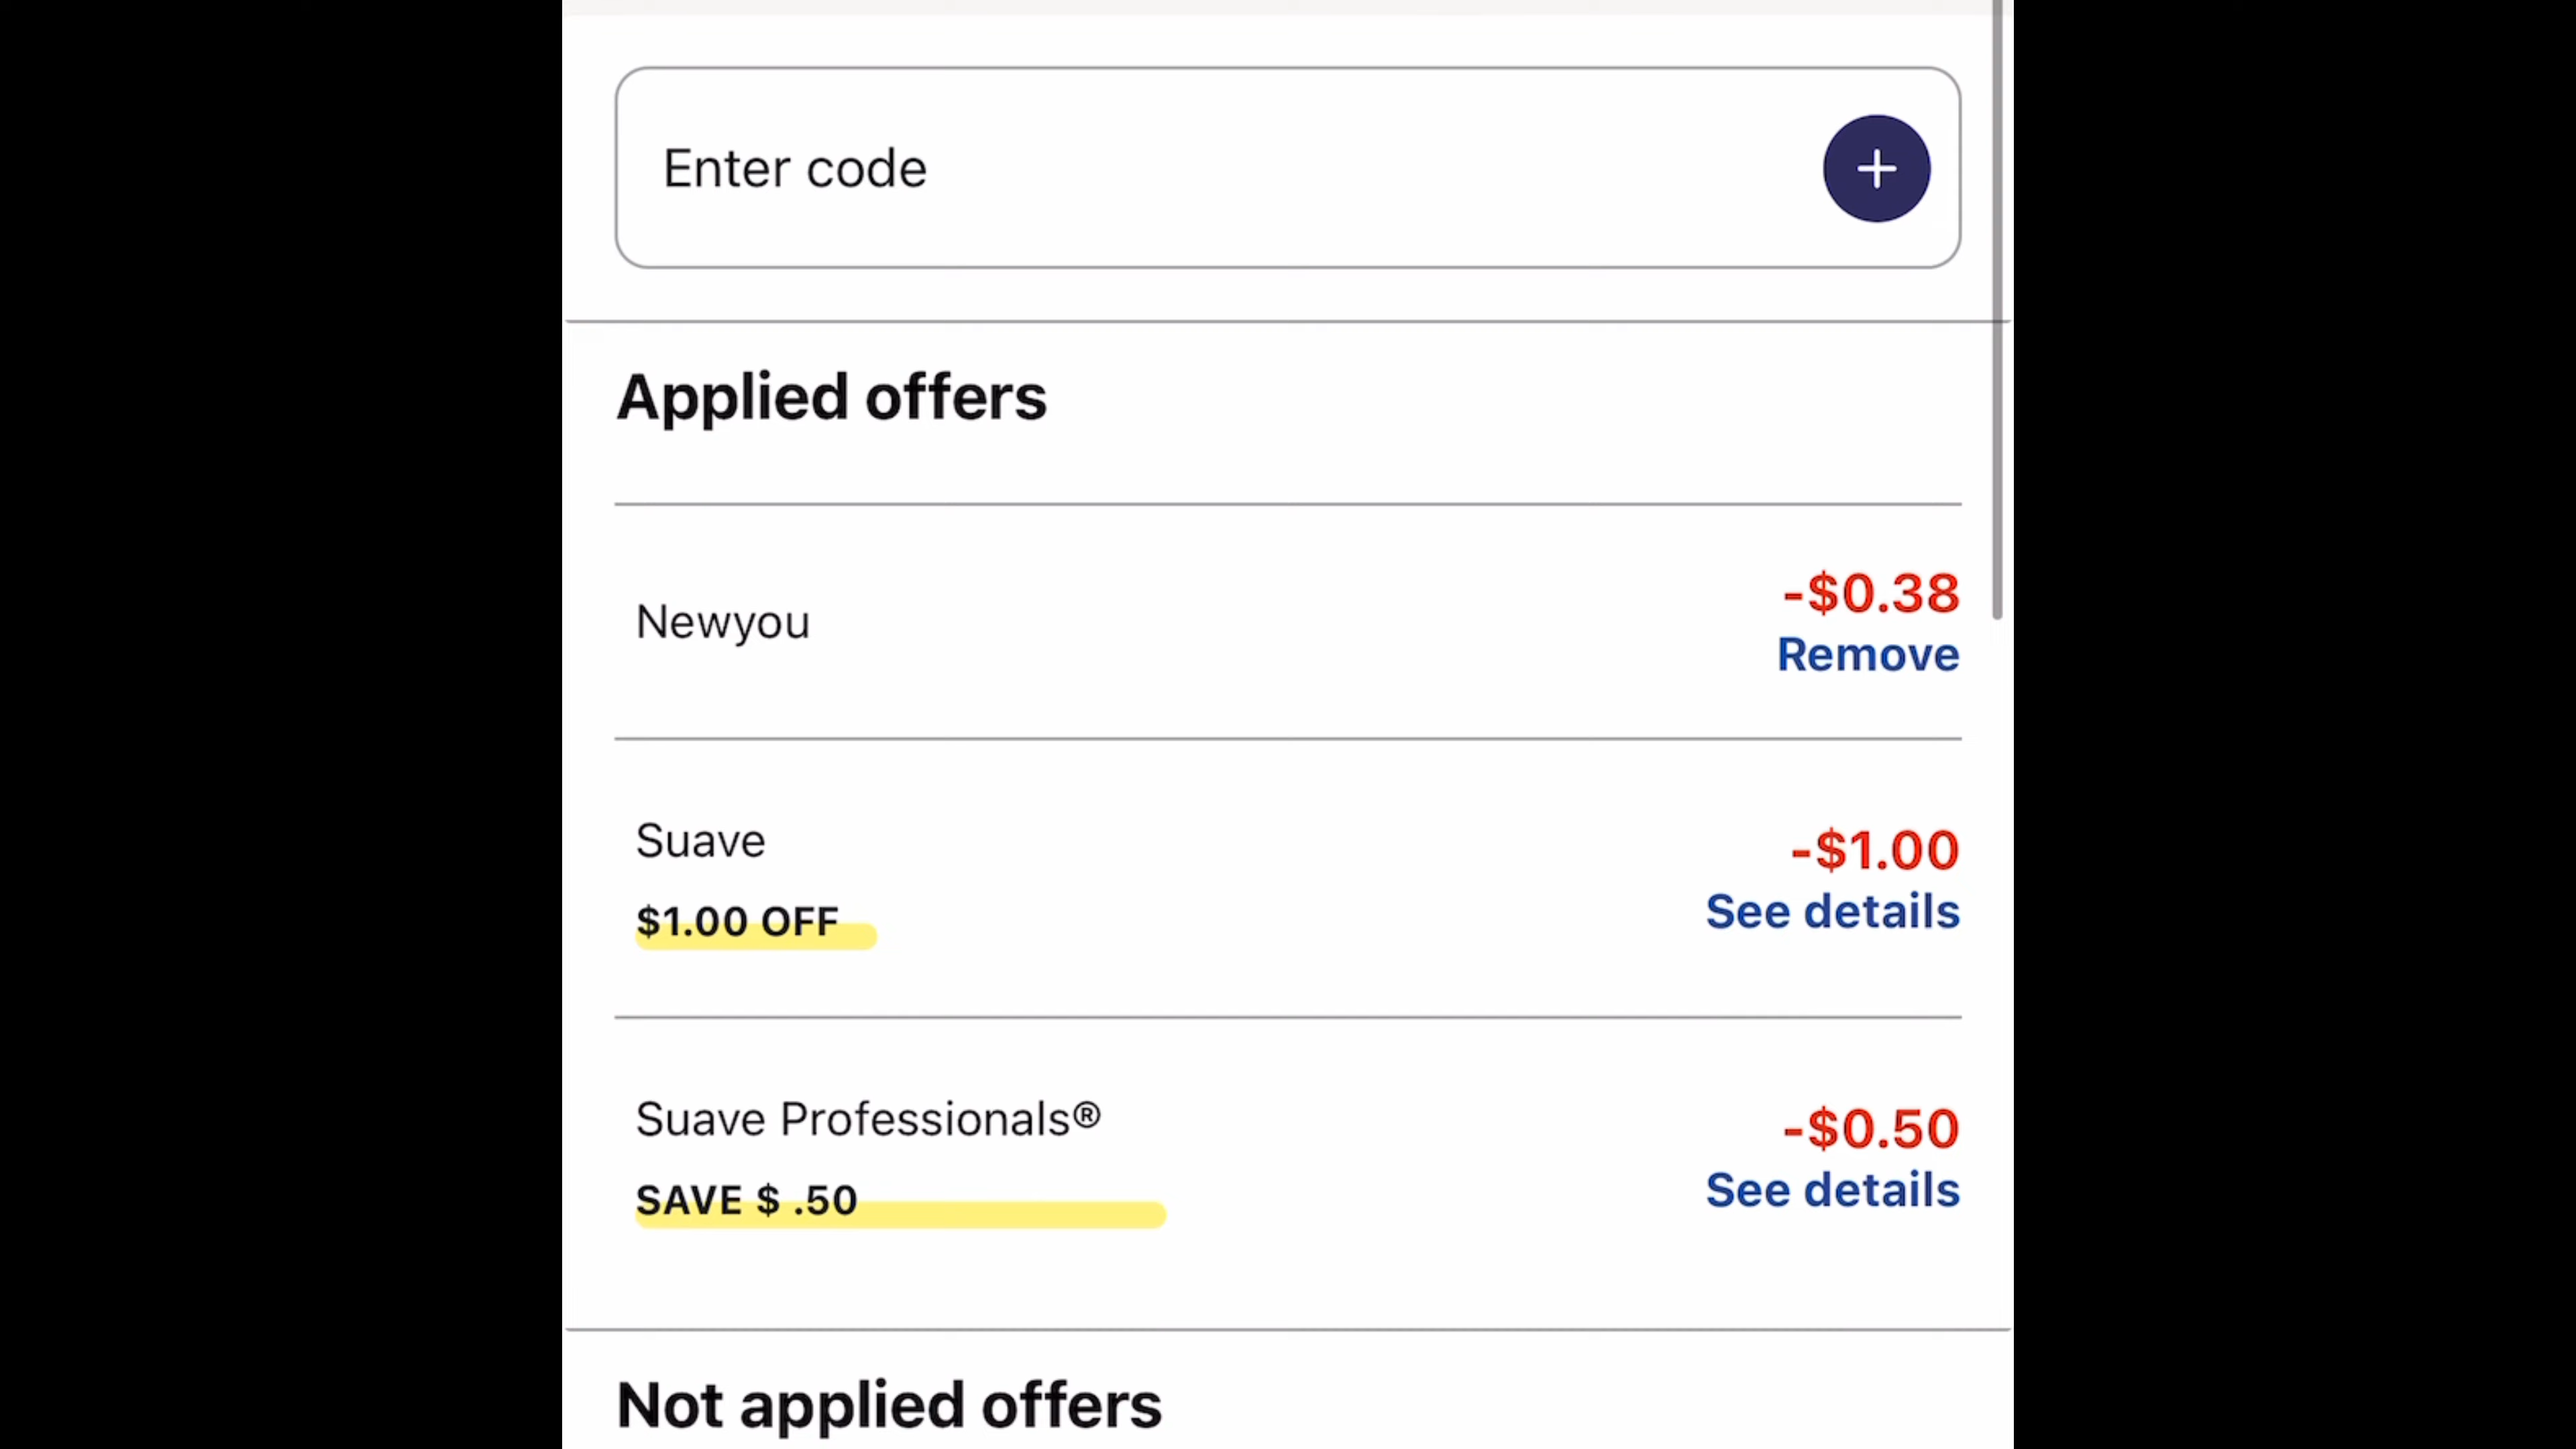 Enter code
Applied offers
Newyou
-$0.38
Remove
Suave
$1.00 OFF
-$1.00
See details
Suave Professionals®
SAVE $ .50
-$0.50
See details
Not applied offers